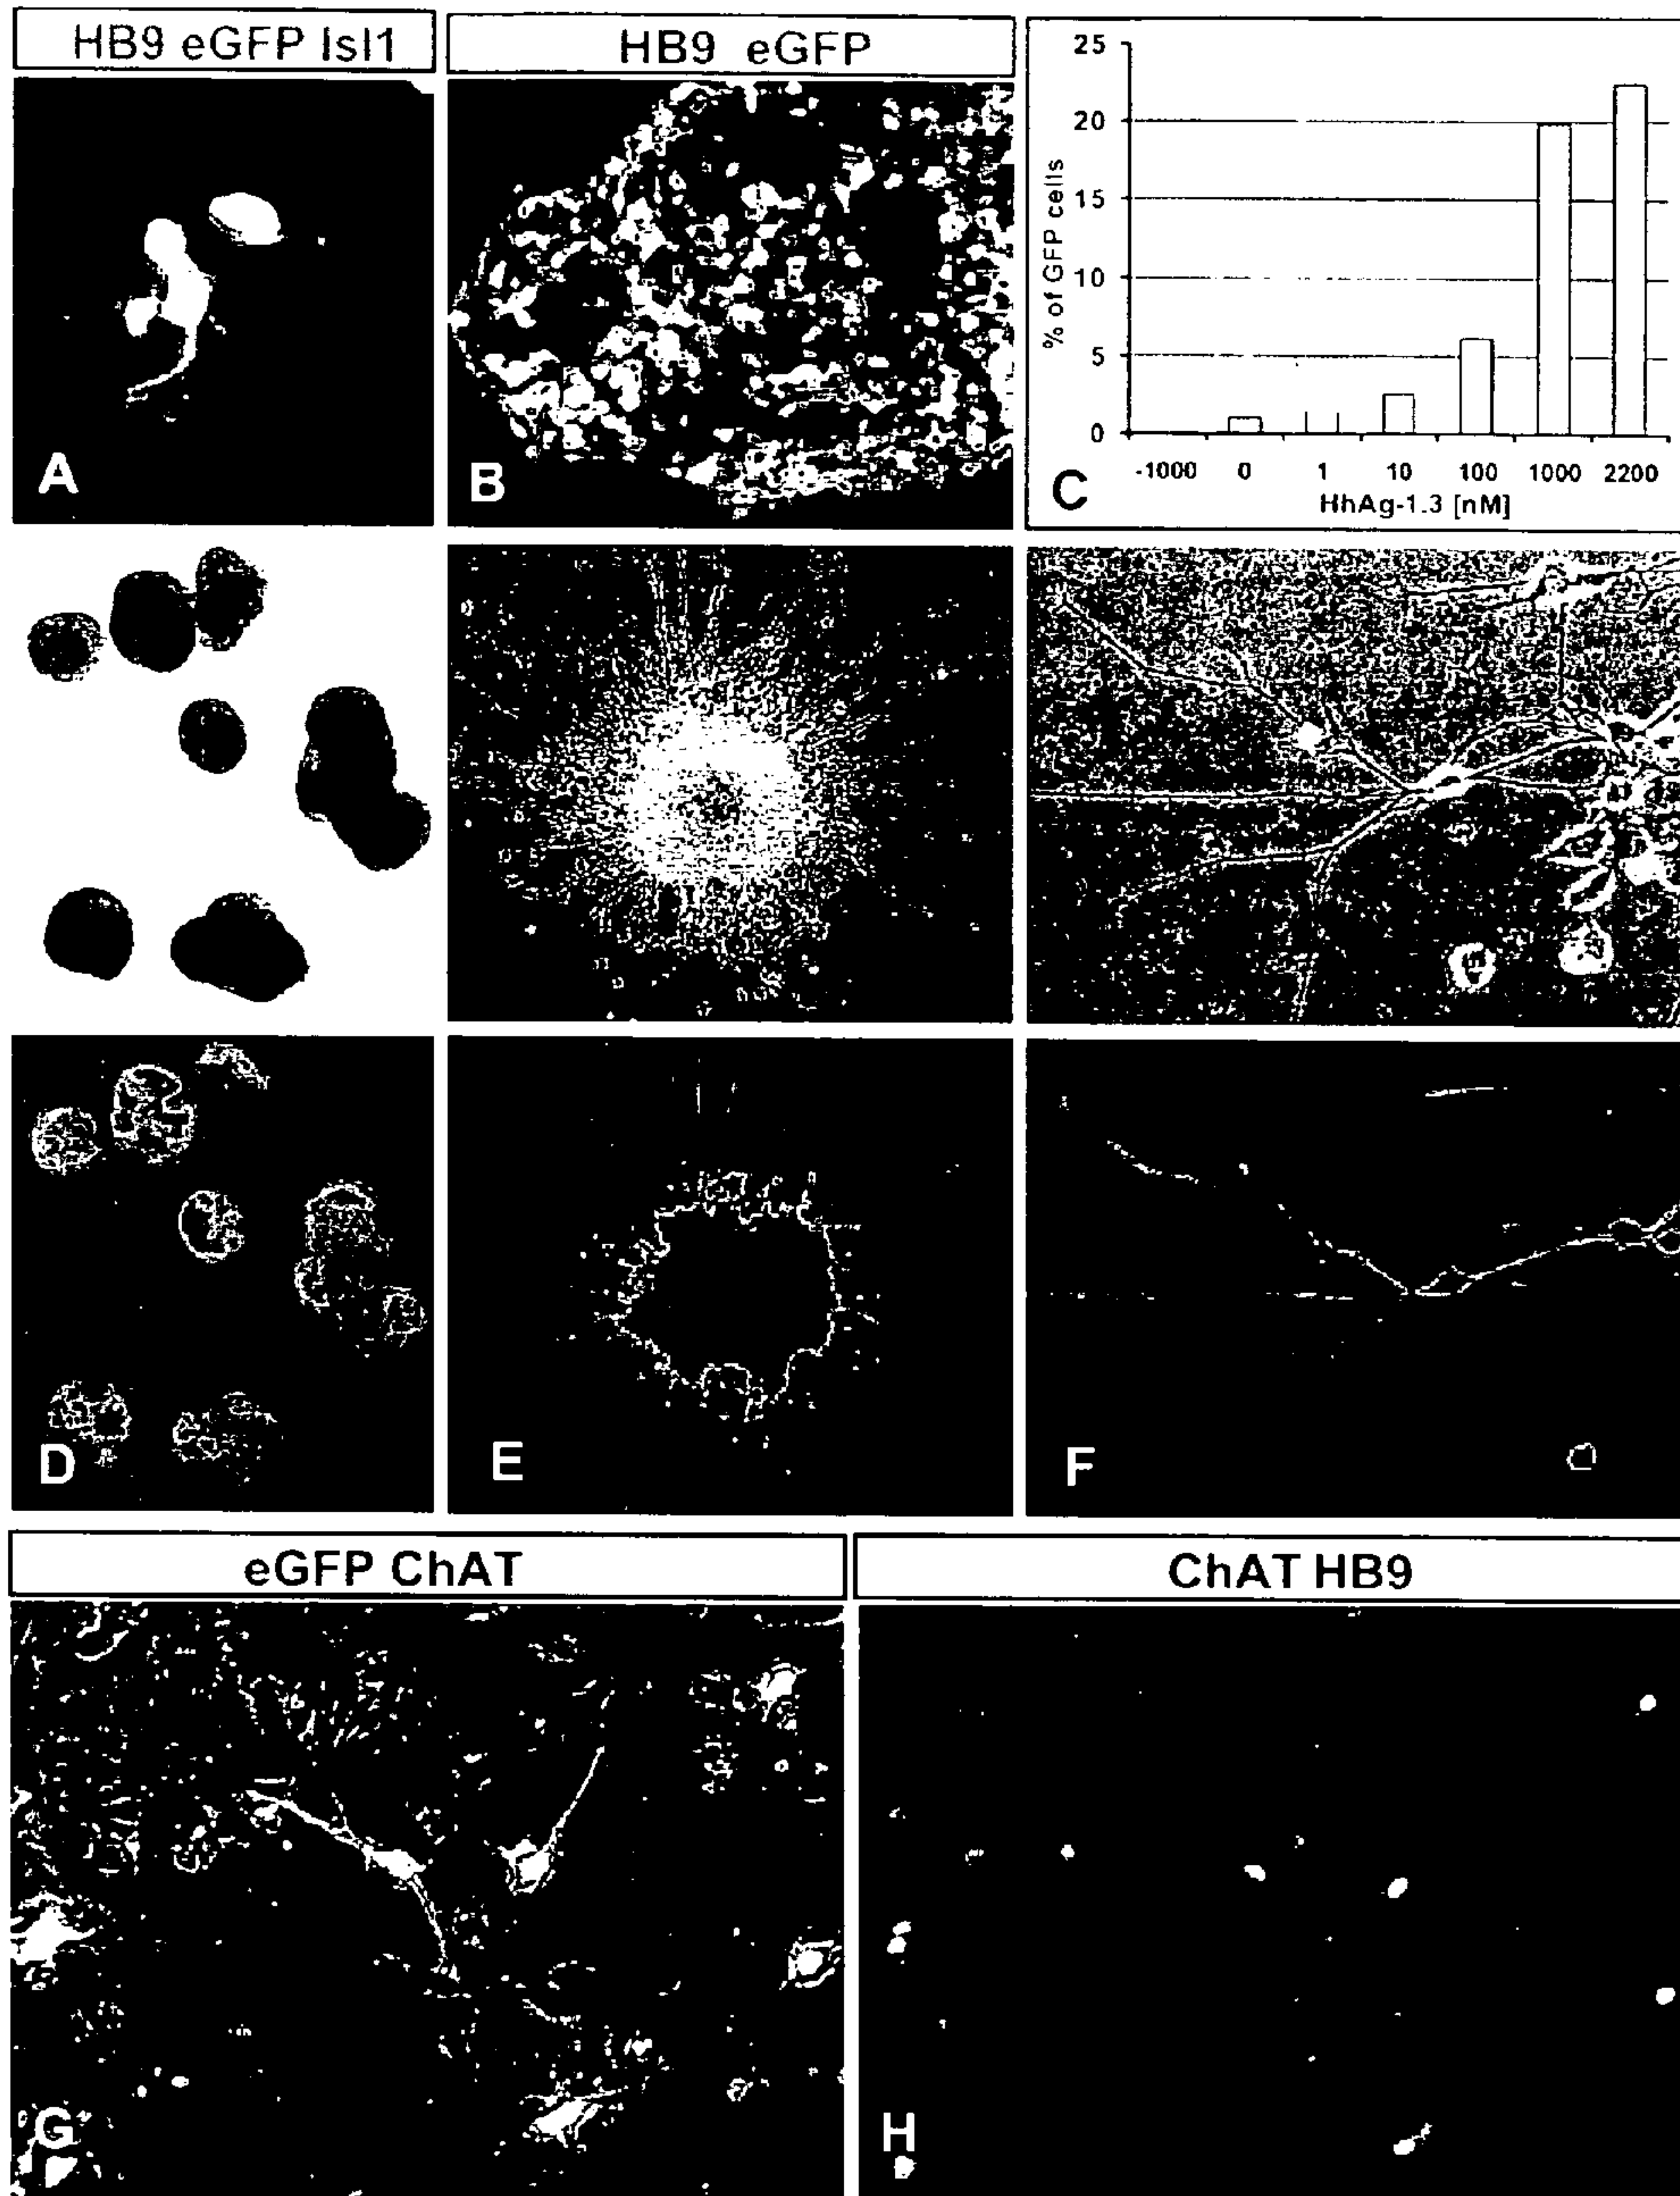 HB9 eGFP Isl1
HB9 eGFP
A
B
25
20
15
10
5
0
% of GFP cells
-1000 0 1 10 100 1000 2200
HhAg-1.3 [nM]
C
D
E
F
eGFP ChAT
ChAT HB9
G
H